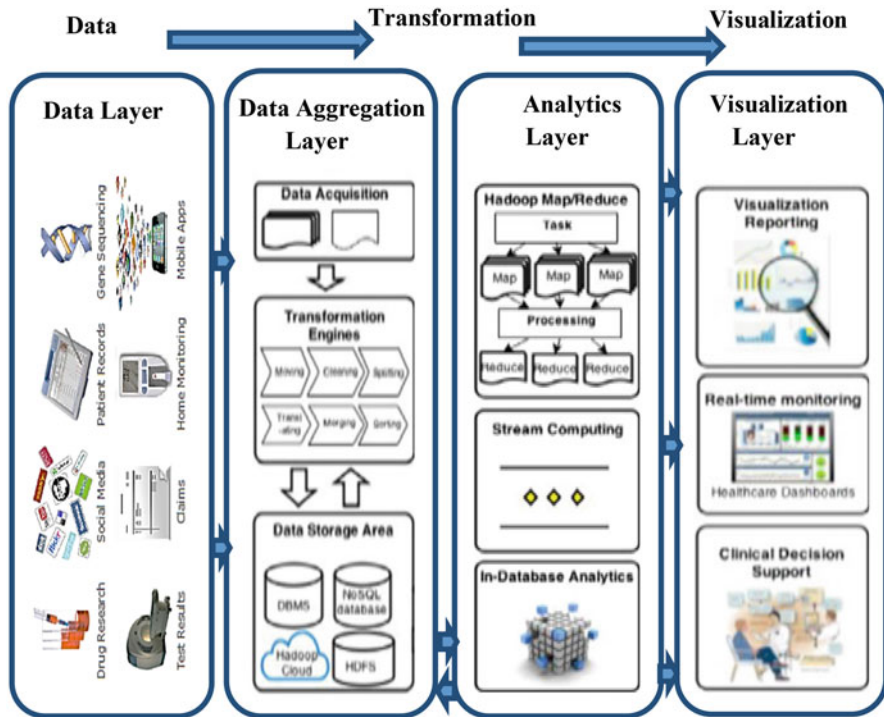 Data
Transformation
Visualization
Data Layer
Gene Sequencing
Mobile Apps
Patient Records
Home Monitoring
Social Media
Claims
Drug Research
Test Results
Data Aggregation
Layer
Data Acquisition
Transformation
Engines
Moving
Cleaning
Splitting
Transl
-ating
Merging
Sorting
Data Storage Area
DBMS
NoSQL
database
Hadoop
Cloud
HDFS
Analytics
Layer
Hadoop Map/Reduce
Task
Map
Map
Map
Processing
Reduce
Reduce
Reduce
Stream Computing
In-Database Analytics
Visualization
Layer
Visualization
Reporting
Real-time monitoring
Healthcare Dashboards
Clinical Decision
Support